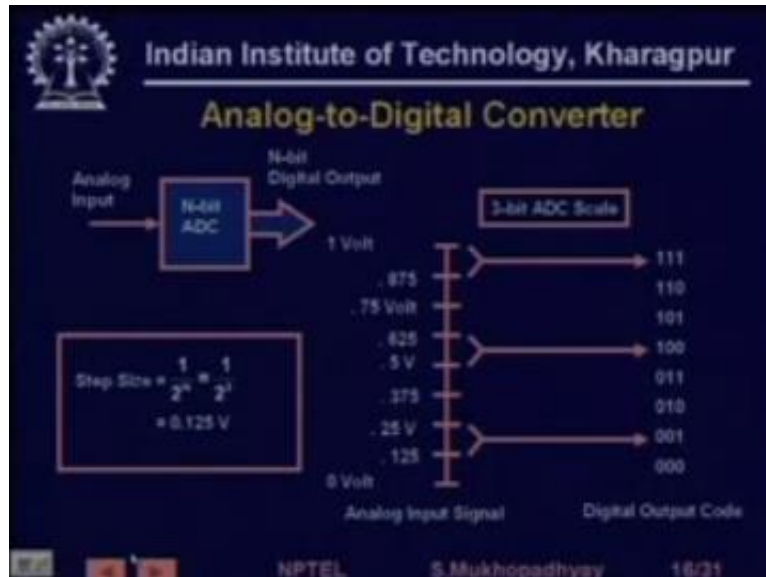 Indian Institute of Technology, Kharagpur
Analog-to-Digital Converter
Analog
Input
N-bit
ADC
N-bit
Digital Output
3-bit ADC Scale
1 Volt
.875
.75 Volt
.625
.5 V
.375
.25 V
.125
0 Volt
Analog Input Signal
111
110
101
100
011
010
001
000
Digital Output Code
Step Size = 1/2^N = 1/2^3
= 0.125 V
NPTEL
S.Mukhopadhyay
16/31